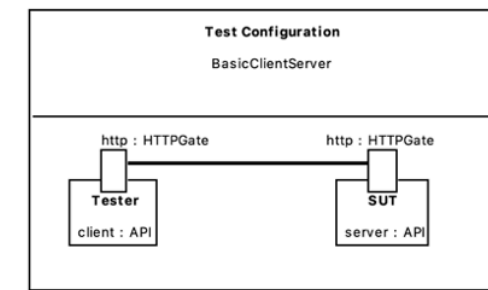 Test Configuration
BasicClientServer
http : HTTPGate
http : HTTPGate
Tester
client : API
SUT
server : API